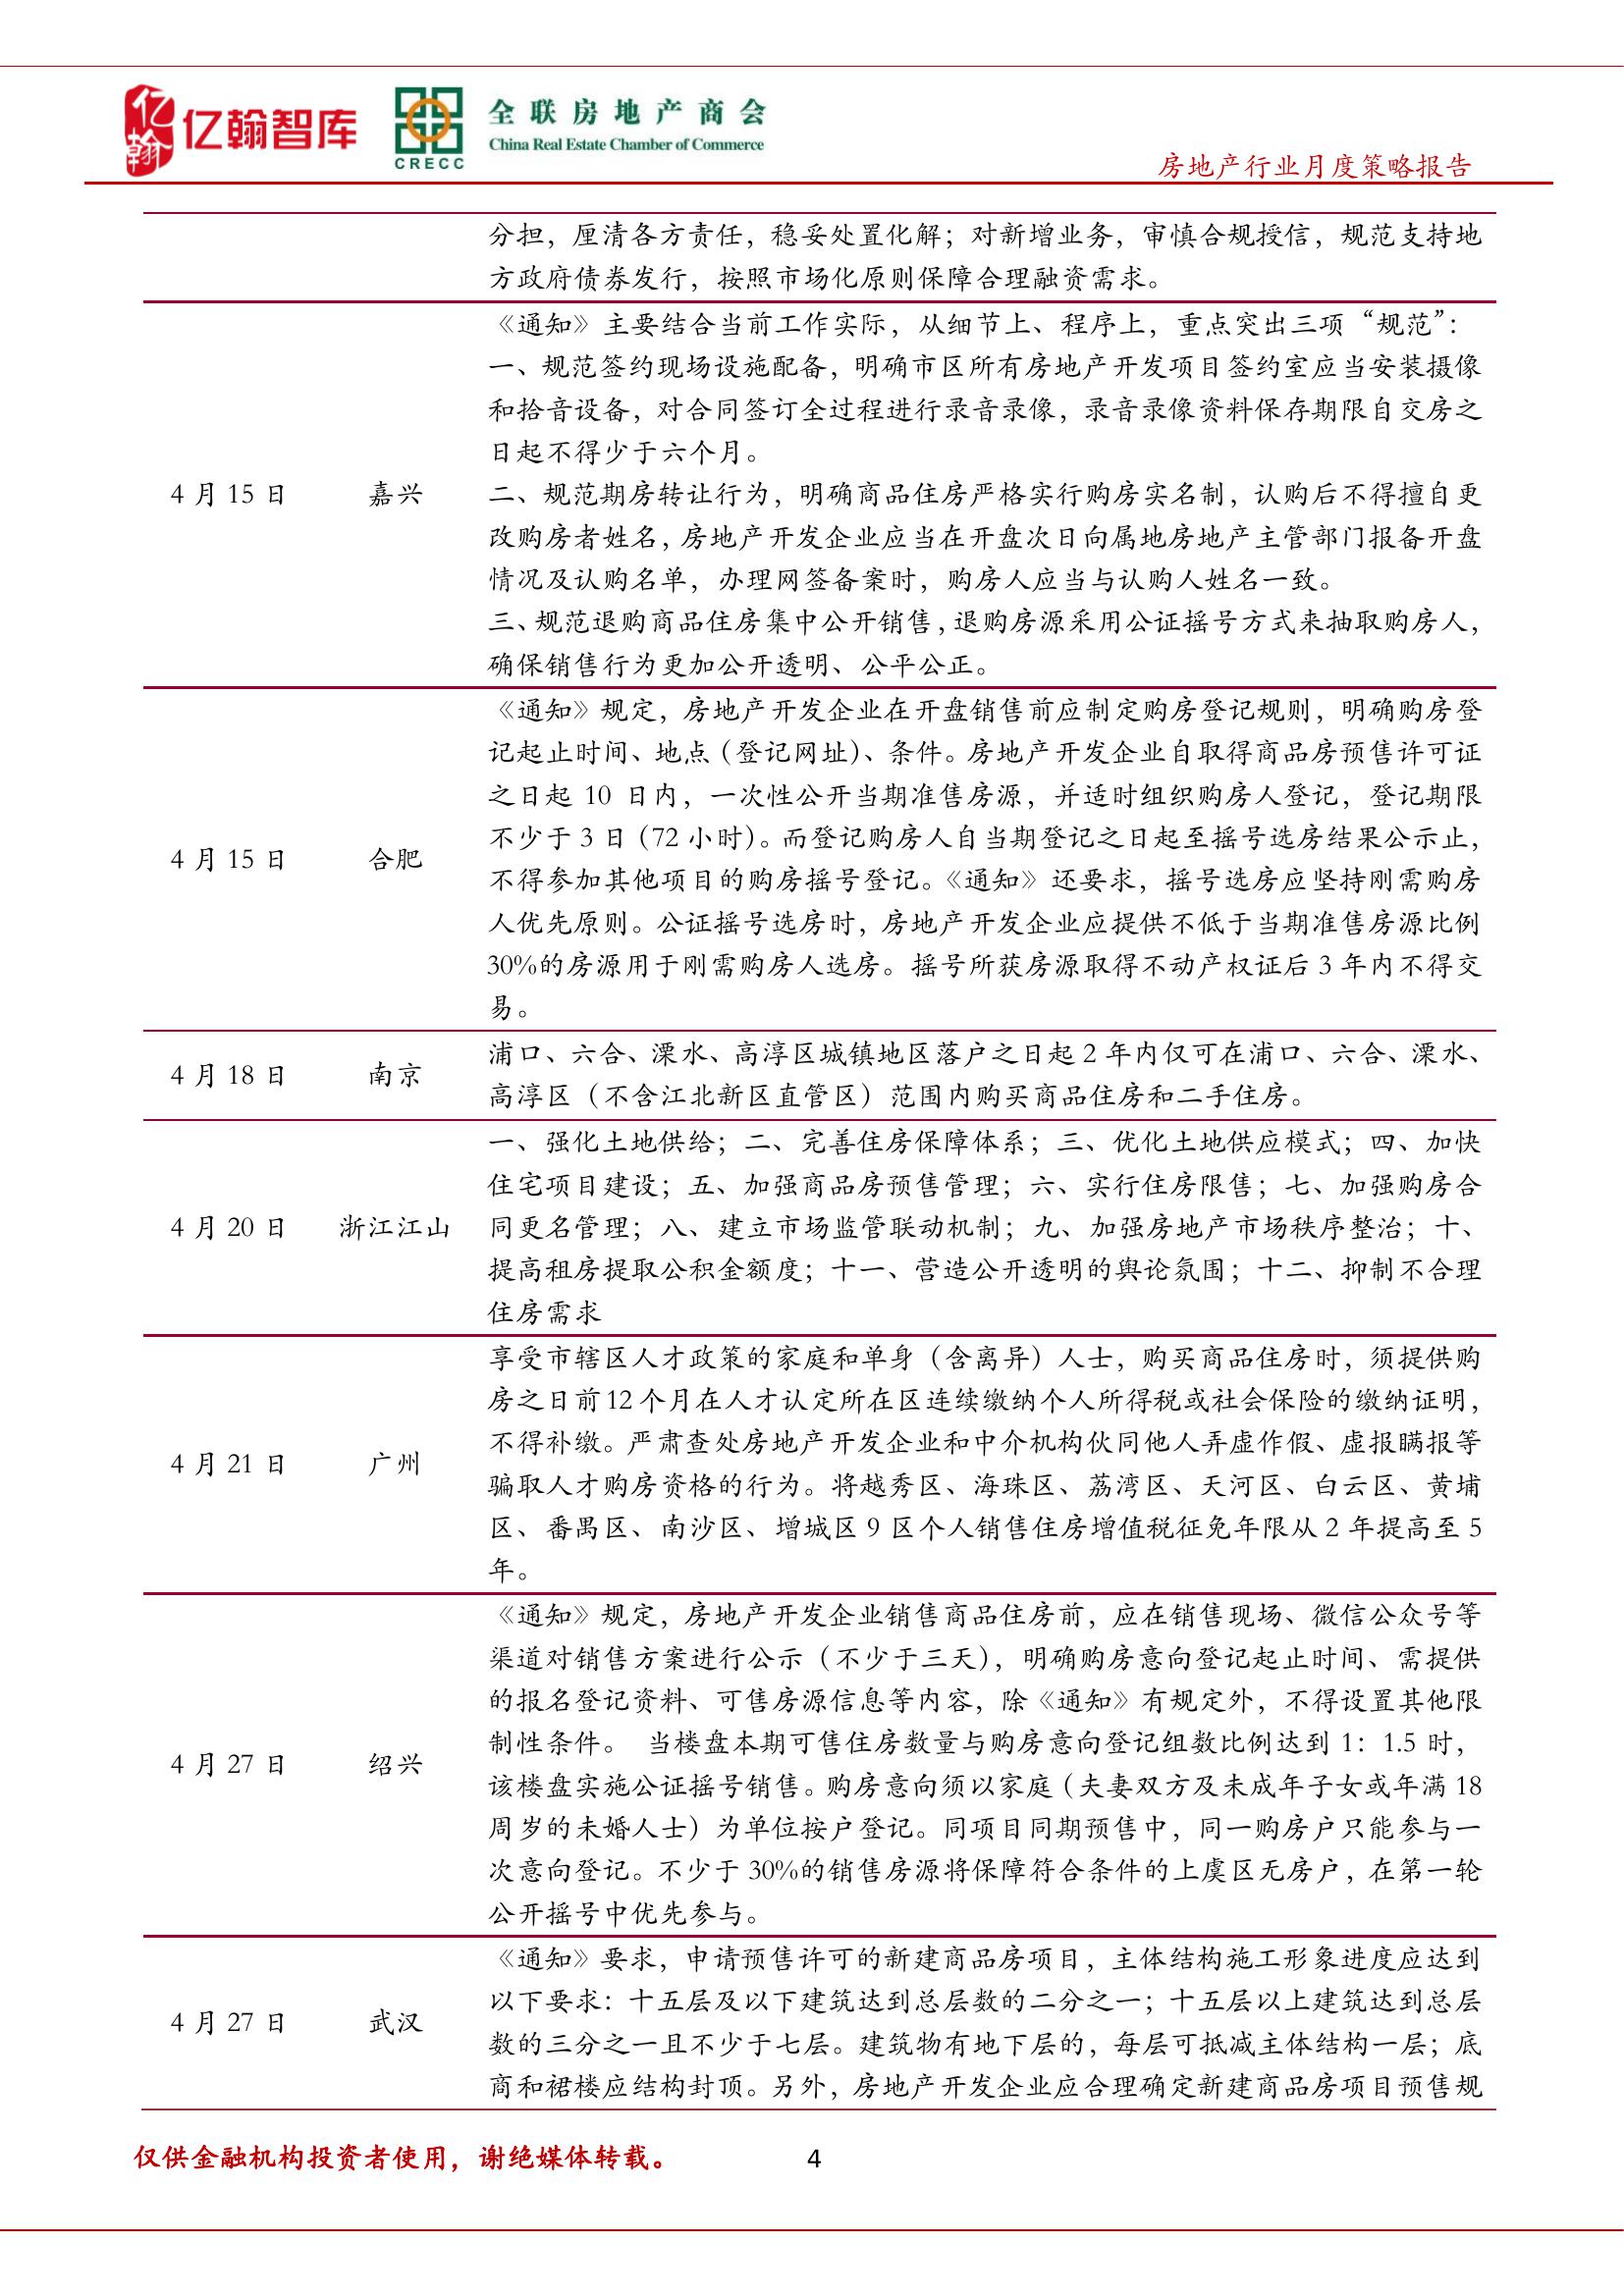 亿翰
亿翰智库
CRECC
全联房地产商会
China Real Estate Chamber of Commerce
房地产行业月度策略报告
分担，厘清各方责任，稳妥处置化解；对新增业务，审慎合规授信，规范支持地
方政府债券发行，按照市场化原则保障合理融资需求。
4 月 15 日
嘉兴
《通知》主要结合当前工作实际，从细节上、程序上，重点突出三项“规范”：
一、规范签约现场设施配备，明确市区所有房地产开发项目签约室应当安装摄像
和拾音设备，对合同签订全过程进行录音录像，录音录像资料保存期限自交房之
日起不得少于六个月。
二、规范期房转让行为，明确商品住房严格实行购房实名制，认购后不得擅自更
改购房者姓名，房地产开发企业应当在开盘次日向属地房地产主管部门报备开盘
情况及认购名单，办理网签备案时，购房人应当与认购人姓名一致。
三、规范退购商品住房集中公开销售，退购房源采用公证摇号方式来抽取购房人，
确保销售行为更加公开透明、公平公正。
4 月 15 日
合肥
《通知》规定，房地产开发企业在开盘销售前应制定购房登记规则，明确购房登
记起止时间、地点（登记网址）、条件。房地产开发企业自取得商品房预售许可证
之日起 10 日内，一次性公开当期准售房源，并适时组织购房人登记，登记期限
不少于 3 日（72 小时）。而登记购房人自当期登记之日起至摇号选房结果公示止，
不得参加其他项目的购房摇号登记。《通知》还要求，摇号选房应坚持刚需购房
人优先原则。公证摇号选房时，房地产开发企业应提供不低于当期准售房源比例
30%的房源用于刚需购房人选房。摇号所获房源取得不动产权证后 3 年内不得交
易。
4 月 18 日
南京
浦口、六合、溧水、高淳区城镇地区落户之日起 2 年内仅可在浦口、六合、溧水、
高淳区（不含江北新区直管区）范围内购买商品住房和二手住房。
4 月 20 日
浙江江山
一、强化土地供给；二、完善住房保障体系；三、优化土地供应模式；四、加快
住宅项目建设；五、加强商品房预售管理；六、实行住房限售；七、加强购房合
同更名管理；八、建立市场监管联动机制；九、加强房地产市场秩序整治；十、
提高租房提取公积金额度；十一、营造公开透明的舆论氛围；十二、抑制不合理
住房需求
4 月 21 日
广州
享受市辖区人才政策的家庭和单身（含离异）人士，购买商品住房时，须提供购
房之日前 12 个月在人才认定所在区连续缴纳个人所得税或社会保险的缴纳证明，
不得补缴。严肃查处房地产开发企业和中介机构伙同他人弄虚作假、虚报瞒报等
骗取人才购房资格的行为。将越秀区、海珠区、荔湾区、天河区、白云区、黄埔
区、番禺区、南沙区、增城区 9 区个人销售住房增值税征免年限从 2 年提高至 5
年。
4 月 27 日
绍兴
《通知》规定，房地产开发企业销售商品住房前，应在销售现场、微信公众号等
渠道对销售方案进行公示（不少于三天），明确购房意向登记起止时间、需提供
的报名登记资料、可售房源信息等内容，除《通知》有规定外，不得设置其他限
制性条件。 当楼盘本期可售住房数量与购房意向登记组数比例达到 1：1.5 时，
该楼盘实施公证摇号销售。购房意向须以家庭（夫妻双方及未成年子女或年满 18
周岁的未婚人士）为单位按户登记。同项目同期预售中，同一购房户只能参与一
次意向登记。不少于 30%的销售房源将保障符合条件的上虞区无房户，在第一轮
公开摇号中优先参与。
4 月 27 日
武汉
《通知》要求，申请预售许可的新建商品房项目，主体结构施工形象进度应达到
以下要求：十五层及以下建筑达到总层数的二分之一；十五层以上建筑达到总层
数的三分之一且不少于七层。建筑物有地下层的，每层可抵减主体结构一层；底
商和裙楼应结构封顶。另外，房地产开发企业应合理确定新建商品房项目预售规
仅供金融机构投资者使用，谢绝媒体转载。
4